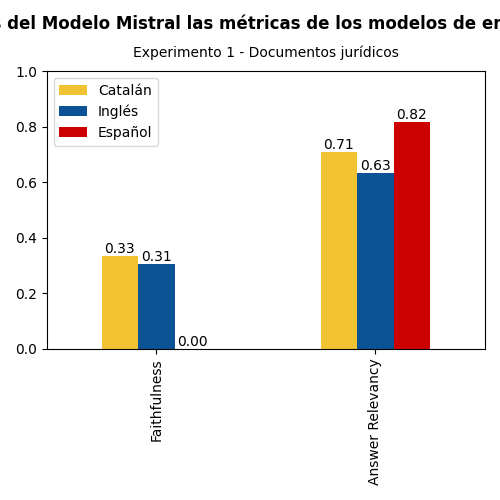 del Modelo Mistral las métricas de los modelos de
Experimento 1 - Documentos jurídicos
1.0
0.8
0.6
0.4
0.2
0.0
Catalán
Inglés
Español
0.33
0.31
0.00
0.71
0.63
0.82
Faithfulness
Answer Relevancy